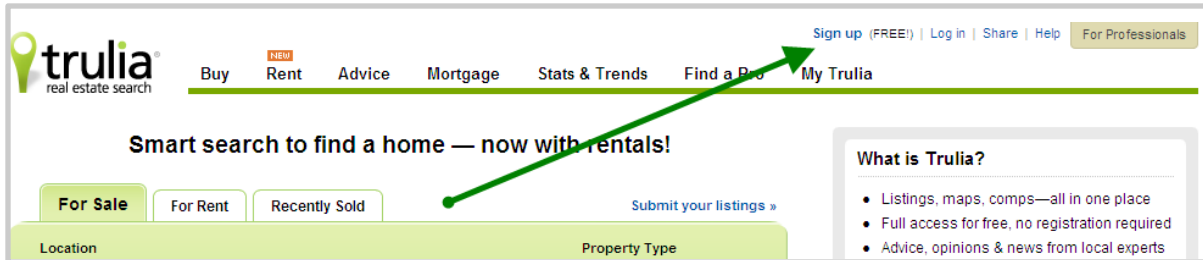 Sign up (FREE!) | Log in | Share | Help For Professionals
trulia®
real estate search
NEW
Buy Rent Advice Mortgage Stats & Trends Find a Pro My Trulia
Smart search to find a home — now with rentals!
For Sale For Rent Recently Sold Submit your listings »
Location Property Type
What is Trulia?
• Listings, maps, comps—all in one place
• Full access for free, no registration required
• Advice, opinions & news from local experts